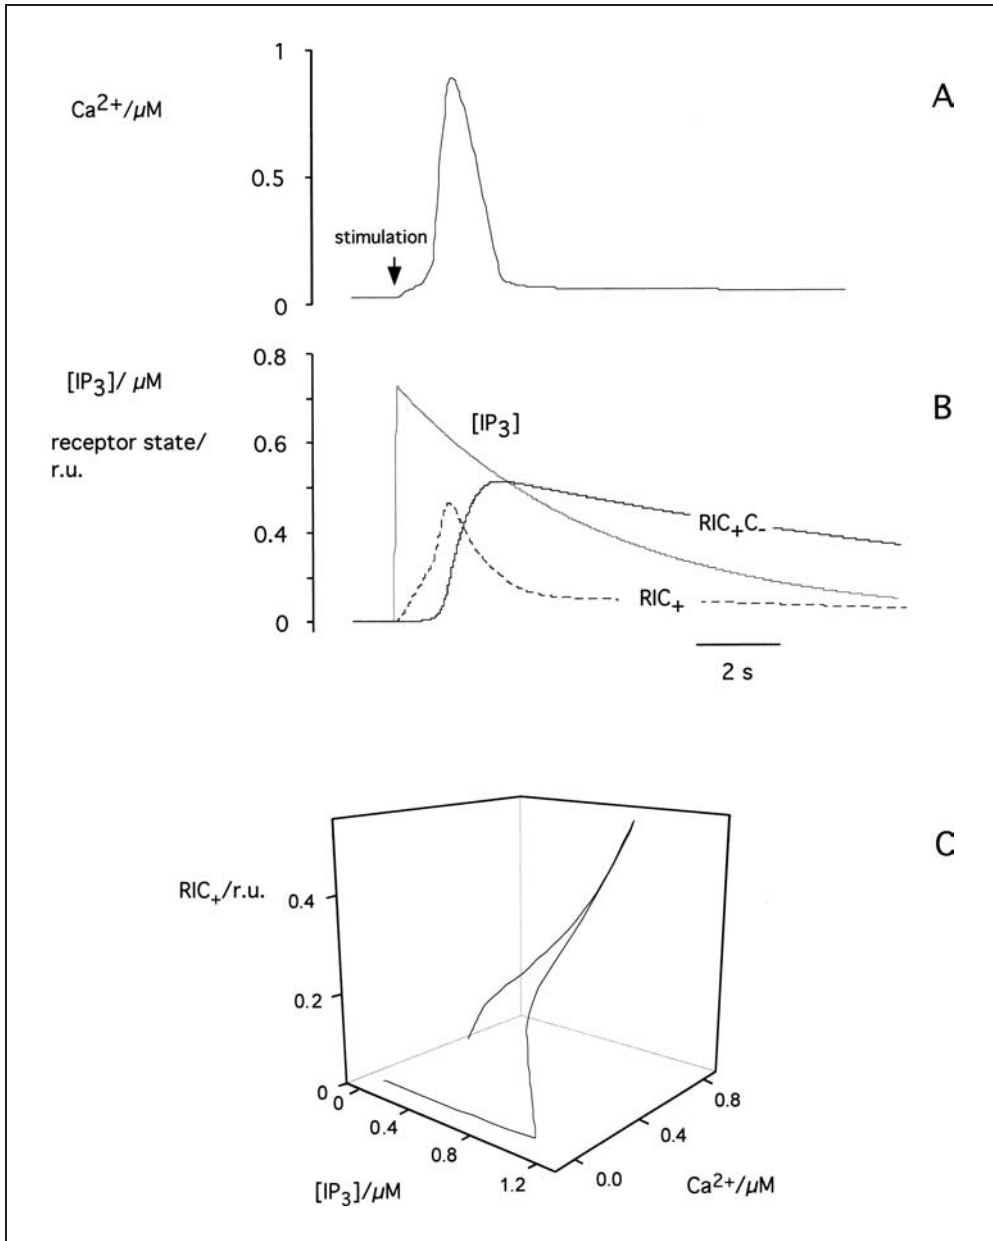 1
A
Ca2+/µM
0.5
stimulation
0
0.8
[IP3]/ µM
B
[IP3]
receptor state/
r.u.
0.6
RIC+C-
0.4
0.2
RIC+
0
2 s
C
RIC+/r.u.
0.4
0.2
0
0
0.4
0.8
1.2
0.8
0.4
0.0
[IP3]/µM
Ca2+/µM